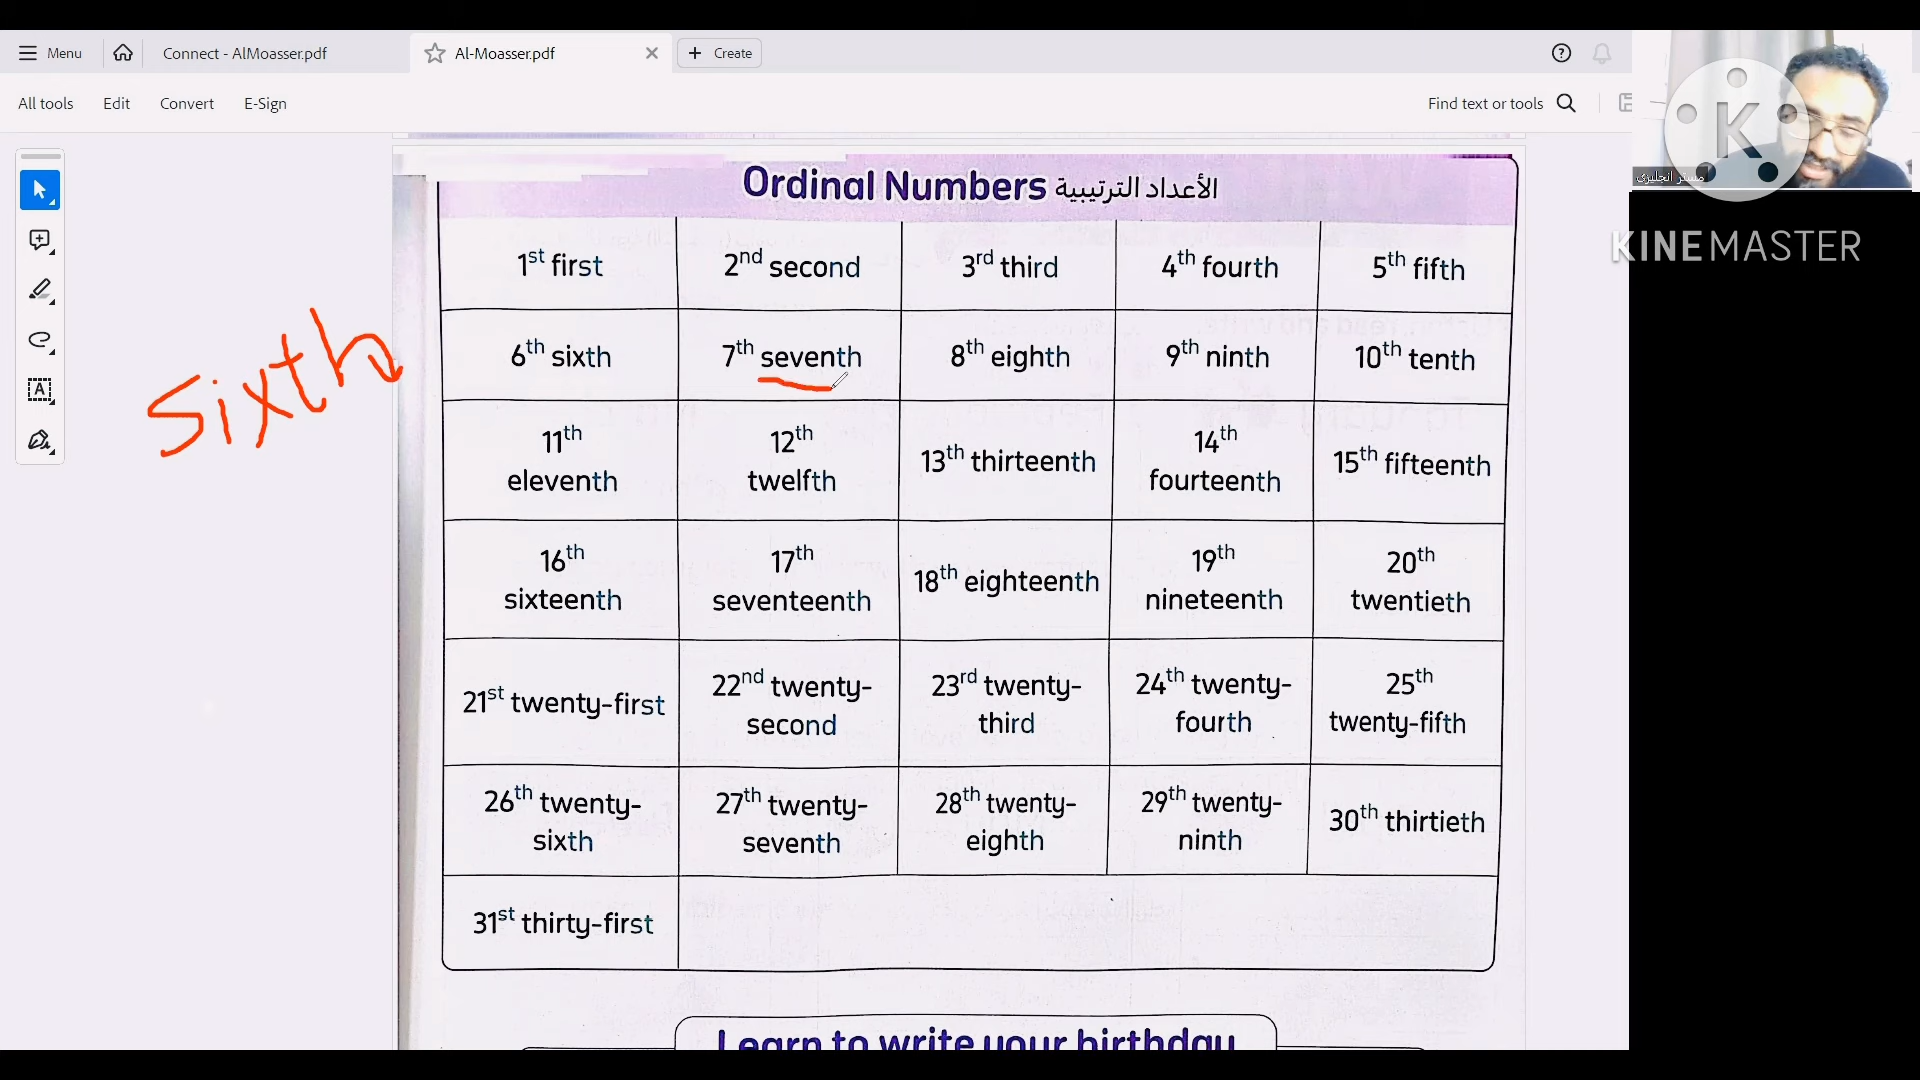 Menu
Connect - AlMoasser.pdf
Al-Moasser.pdf
Create
All tools
Edit
Convert
E-Sign
Find text or tools
K
مستر انجليزي
KINEMASTER
Ordinal Numbers الأعداد الترتيبية
1st first
2nd second
3rd third
4th fourth
5th fifth
sixth
6th sixth
7th seventh
8th eighth
9th ninth
10th tenth
11th
eleventh
12th
twelfth
13th thirteenth
14th
fourteenth
15th fifteenth
16th
sixteenth
17th
seventeenth
18th eighteenth
19th
nineteenth
20th
twentieth
21st twenty-first
22nd twenty-
second
23rd twenty-
third
24th twenty-
fourth
25th
twenty-fifth
26th twenty-
sixth
27th twenty-
seventh
28th twenty-
eighth
29th twenty-
ninth
30th thirtieth
31st thirty-first
Learn to write your birthday